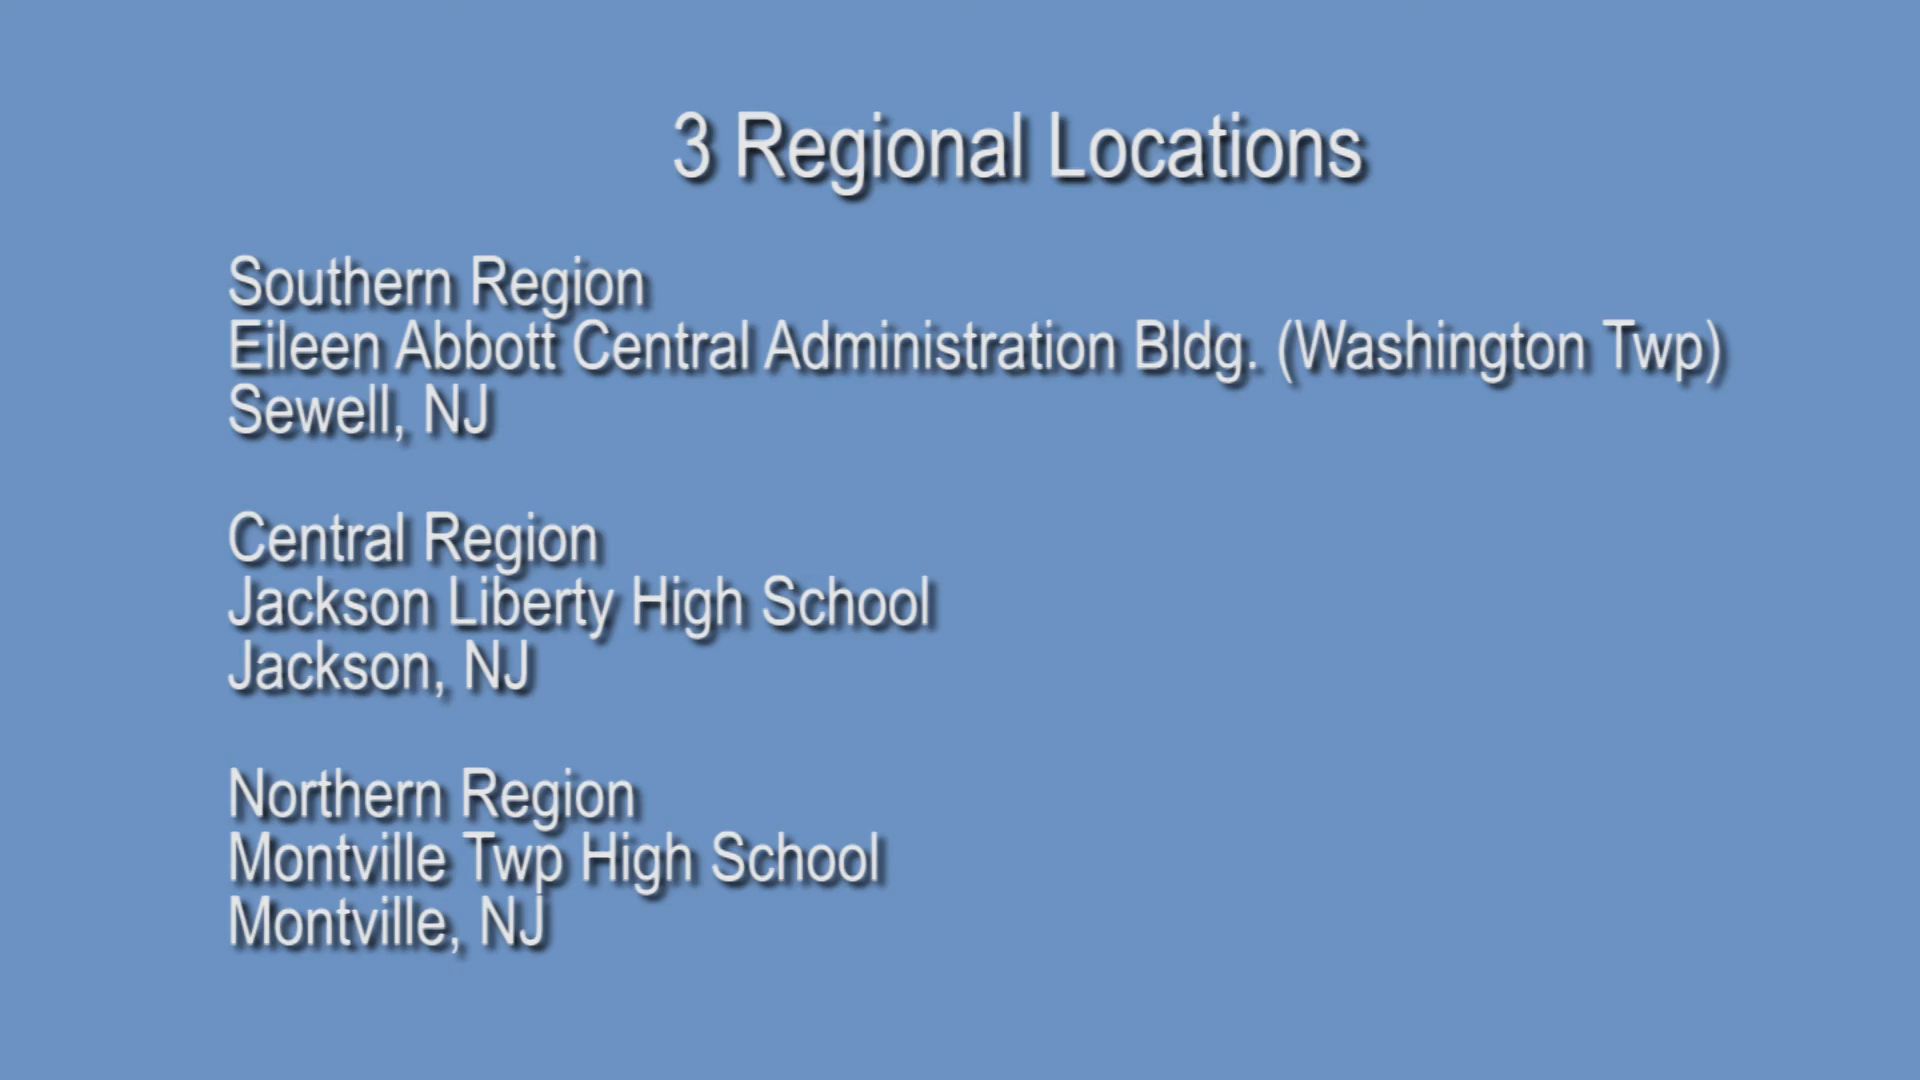 3 Regional Locations
Southern Region
Eileen Abbott Central Administration Bldg. (Washington Twp)
Sewell, NJ
Central Region
Jackson Liberty High School
Jackson, NJ
Northern Region
Montville Twp High School
Montville, NJ